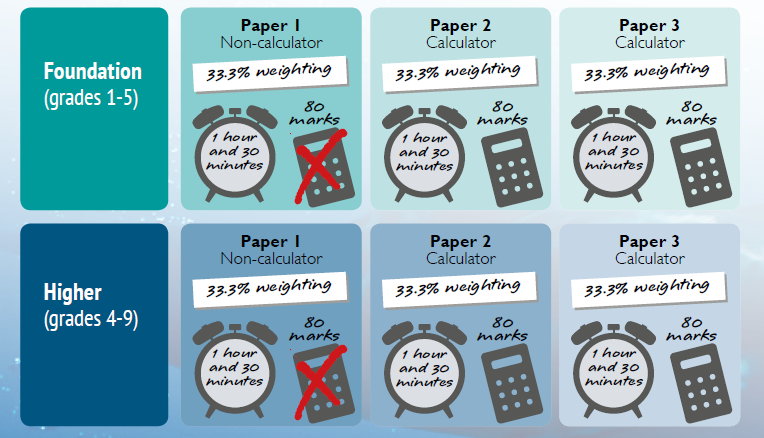 Foundation
(grades 1-5)
Paper 1
Non-calculator
33.3% weighting
80
marks
1 hour
and 30
minutes
Paper 2
Calculator
33.3% weighting
80
marks
1 hour
and 30
minutes
Paper 3
Calculator
33.3% weighting
80
marks
1 hour
and 30
minutes
Higher
(grades 4-9)
Paper 1
Non-calculator
33.3% weighting
80
marks
1 hour
and 30
minutes
Paper 2
Calculator
33.3% weighting
80
marks
1 hour
and 30
minutes
Paper 3
Calculator
33.3% weighting
80
marks
1 hour
and 30
minutes